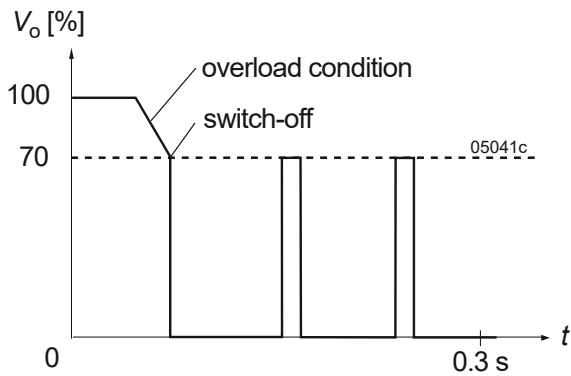 Vo [%]
overload condition
100
switch-off
70
05041c
t
0
0.3 s